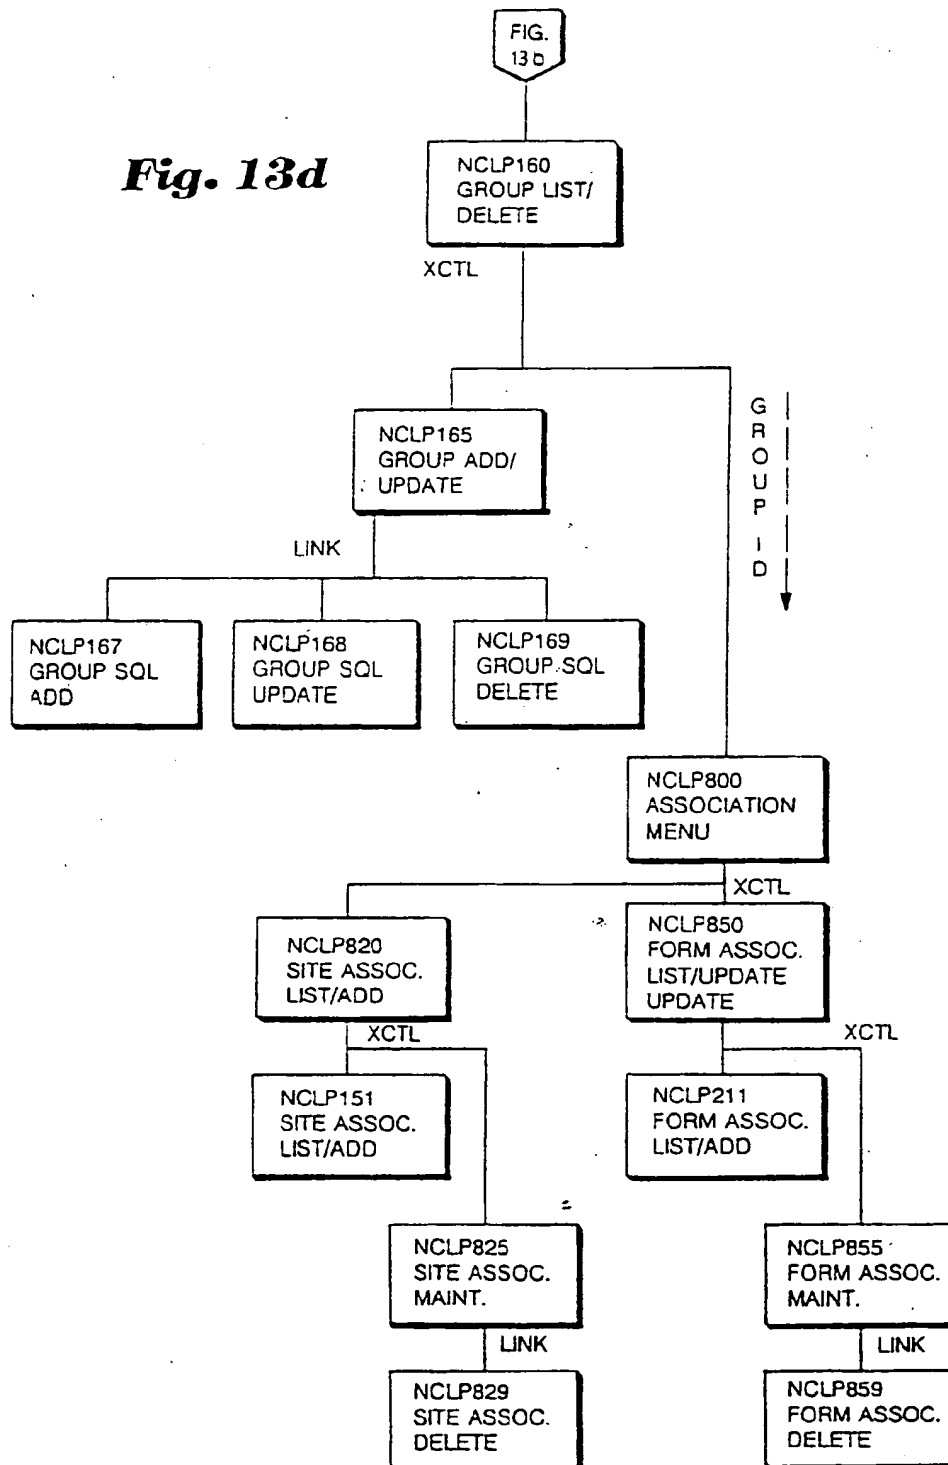 FIG.
13b
Fig. 13d
NCLP160
GROUP LIST/
DELETE
XCTL
NCLP165
GROUP ADD/
UPDATE
GROUP ID
LINK
NCLP167
GROUP SQL
ADD
NCLP168
GROUP SQL
UPDATE
NCLP169
GROUP SQL
DELETE
NCLP800
ASSOCIATION
MENU
XCTL
NCLP820
SITE ASSOC.
LIST/ADD
NCLP850
FORM ASSOC.
LIST/UPDATE
UPDATE
XCTL
XCTL
NCLP151
SITE ASSOC.
LIST/ADD
NCLP211
FORM ASSOC.
LIST/ADD
NCLP825
SITE ASSOC.
MAINT.
NCLP855
FORM ASSOC.
MAINT.
LINK
LINK
NCLP829
SITE ASSOC.
DELETE
NCLP859
FORM ASSOC.
DELETE